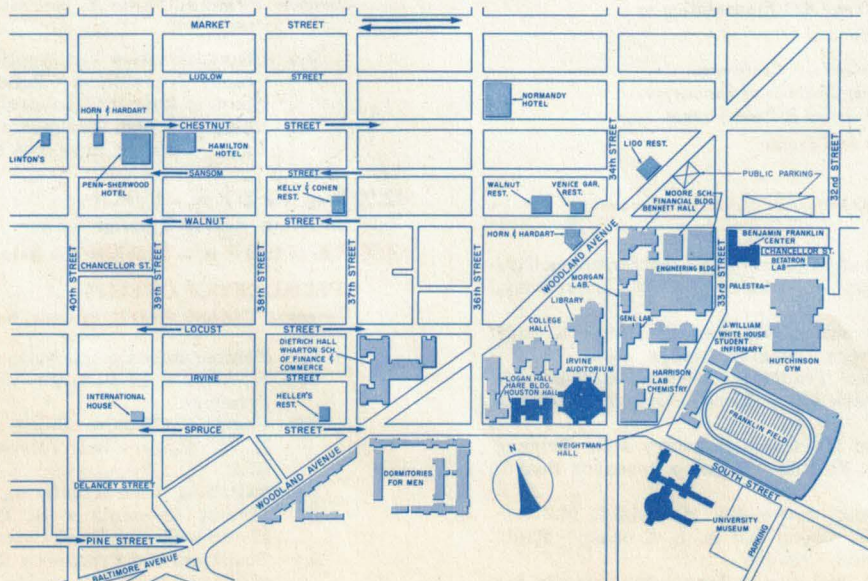 MARKET STREET
LUDLOW STREET
NORMANDY
HOTEL
HORN & HARDART
CHESTNUT STREET
LINTON'S
HAMILTON
HOTEL
LIDO REST.
34th STREET
32nd STREET
PENN-SHERWOOD
HOTEL
SANSOM STREET
KELLY & COHEN
REST.
WALNUT
REST.
VENICE GAR.
REST.
PUBLIC PARKING
MOORE SCH.
FINANCIAL BLDG.
BENNETT HALL
WALNUT STREET
HORN & HARDART
WOODLAND AVENUE
BENJAMIN FRANKLIN
CENTER
CHANCELLOR ST.
BETATRON
LAB
40th STREET
39th STREET
38th STREET
37th STREET
36th STREET
33rd STREET
CHANCELLOR ST.
ENGINEERING BLDG.
MORGAN
LAB.
PALESTRA
LIBRARY
GENL LAB.
COLLEGE
HALL
LOCUST STREET
DIETRICH HALL
WHARTON SCH.
OF FINANCE &
COMMERCE
J. WILLIAM
WHITE HOUSE
STUDENT
INFIRMARY
HUTCHINSON
GYM
IRVINE
AUDITORIUM
HARRISON
LAB
CHEMISTRY
IRVINE STREET
LOGAN HALL
HARE BLDG.
HOUSTON HALL
INTERNATIONAL
HOUSE
HELLER'S
REST.
FRANKLIN FIELD
SPRUCE STREET
WEIGHTMAN
HALL
WOODLAND AVENUE
DORMITORIES
FOR MEN
N
SOUTH STREET
DELANCEY STREET
UNIVERSITY
MUSEUM
PARKING
PINE STREET
BALTIMORE AVENUE